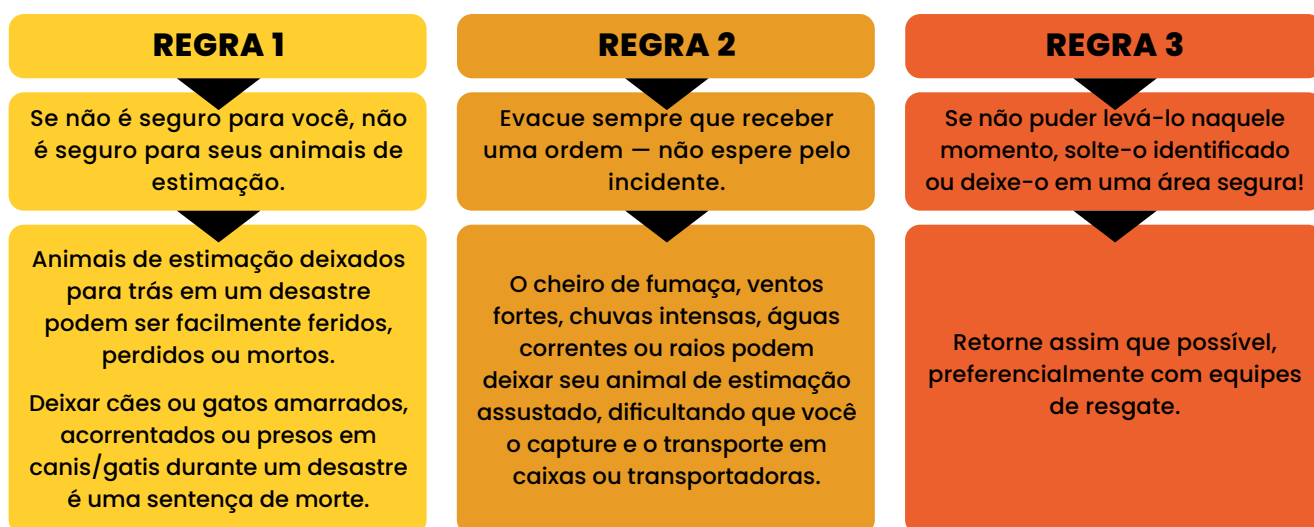 REGRA 1
Se não é seguro para você, não
é seguro para seus animais de
estimação.
Animais de estimação deixados
para trás em um desastre
podem ser facilmente feridos,
perdidos ou mortos.
Deixar cães ou gatos amarrados,
acorrentados ou presos em
canis/gatis durante um desastre
é uma sentença de morte.
REGRA 2
Evacue sempre que receber
uma ordem — não espere pelo
incidente.
O cheiro de fumaça, ventos
fortes, chuvas intensas, águas
correntes ou raios podem
deixar seu animal de estimação
assustado, dificultando que você
o capture e o transporte em
caixas ou transportadoras.
REGRA 3
Se não puder levá-lo naquele
momento, solte-o identificado
ou deixe-o em uma área segura!
Retorne assim que possível,
preferencialmente com equipes
de resgate.